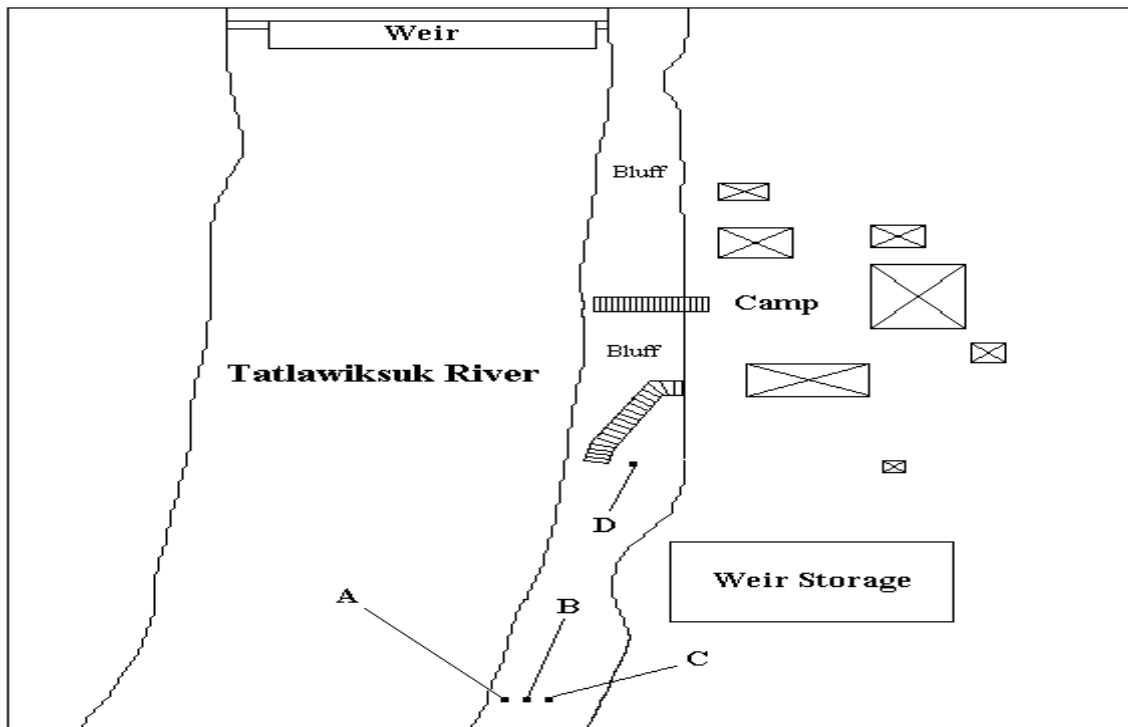 Weir
Bluff
Camp
Bluff
Tatlawiksuk River
D
Weir Storage
A
B
C